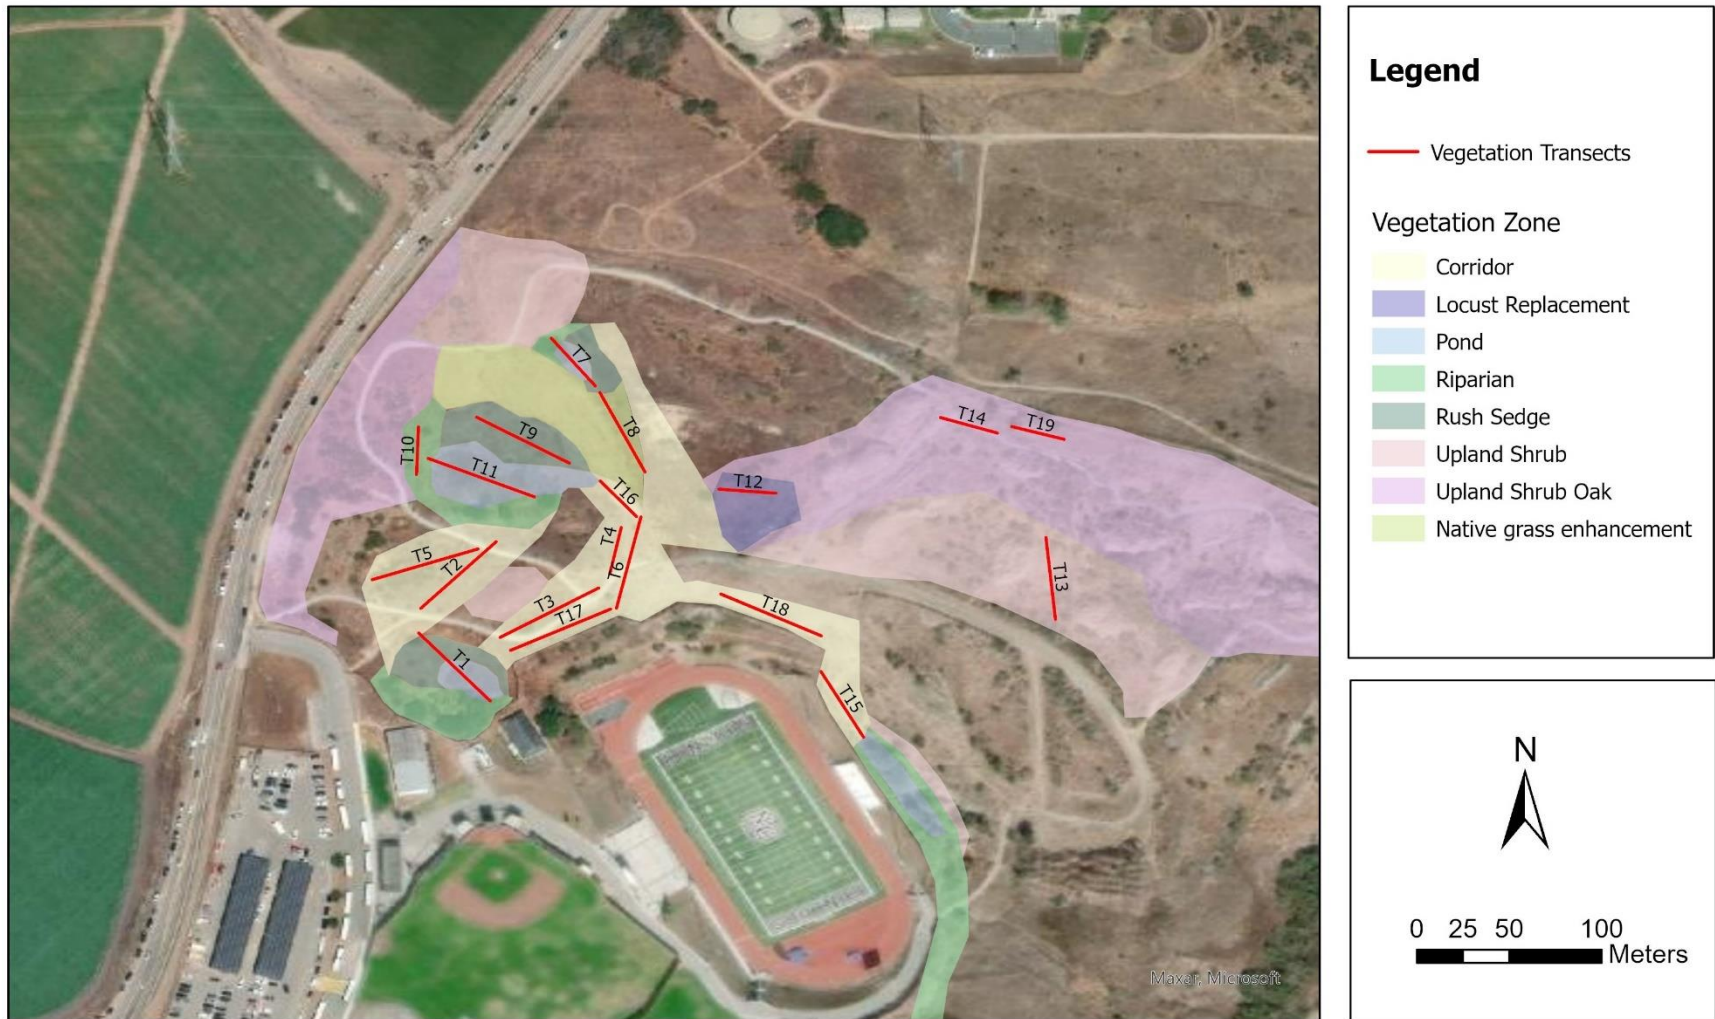 T7
T8
T9
T10
T11
T16
T4
T6
T5
T2
T3
T17
T1
T18
T15
T12
T14
T19
T13
Maxar, Microsoft
Legend
Vegetation Transects
Vegetation Zone
Corridor
Locust Replacement
Pond
Riparian
Rush Sedge
Upland Shrub
Upland Shrub Oak
Native grass enhancement
N
0 25 50 100
Meters